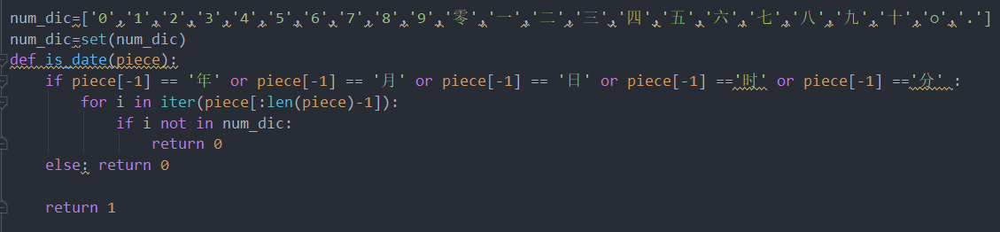 num_dic=['0','1','2','3','4','5','6','7','8','9','零','一','二','三','四','五','六','七','八','九','十','o','.']
num_dic=set(num_dic)
def is_date(piece):
    if piece[-1] == '年' or piece[-1] == '月' or piece[-1] == '日' or piece[-1] =='时' or piece[-1] =='分' :
        for i in iter(piece[:len(piece)-1]):
            if i not in num_dic:
                return 0
    else: return 0
    return 1